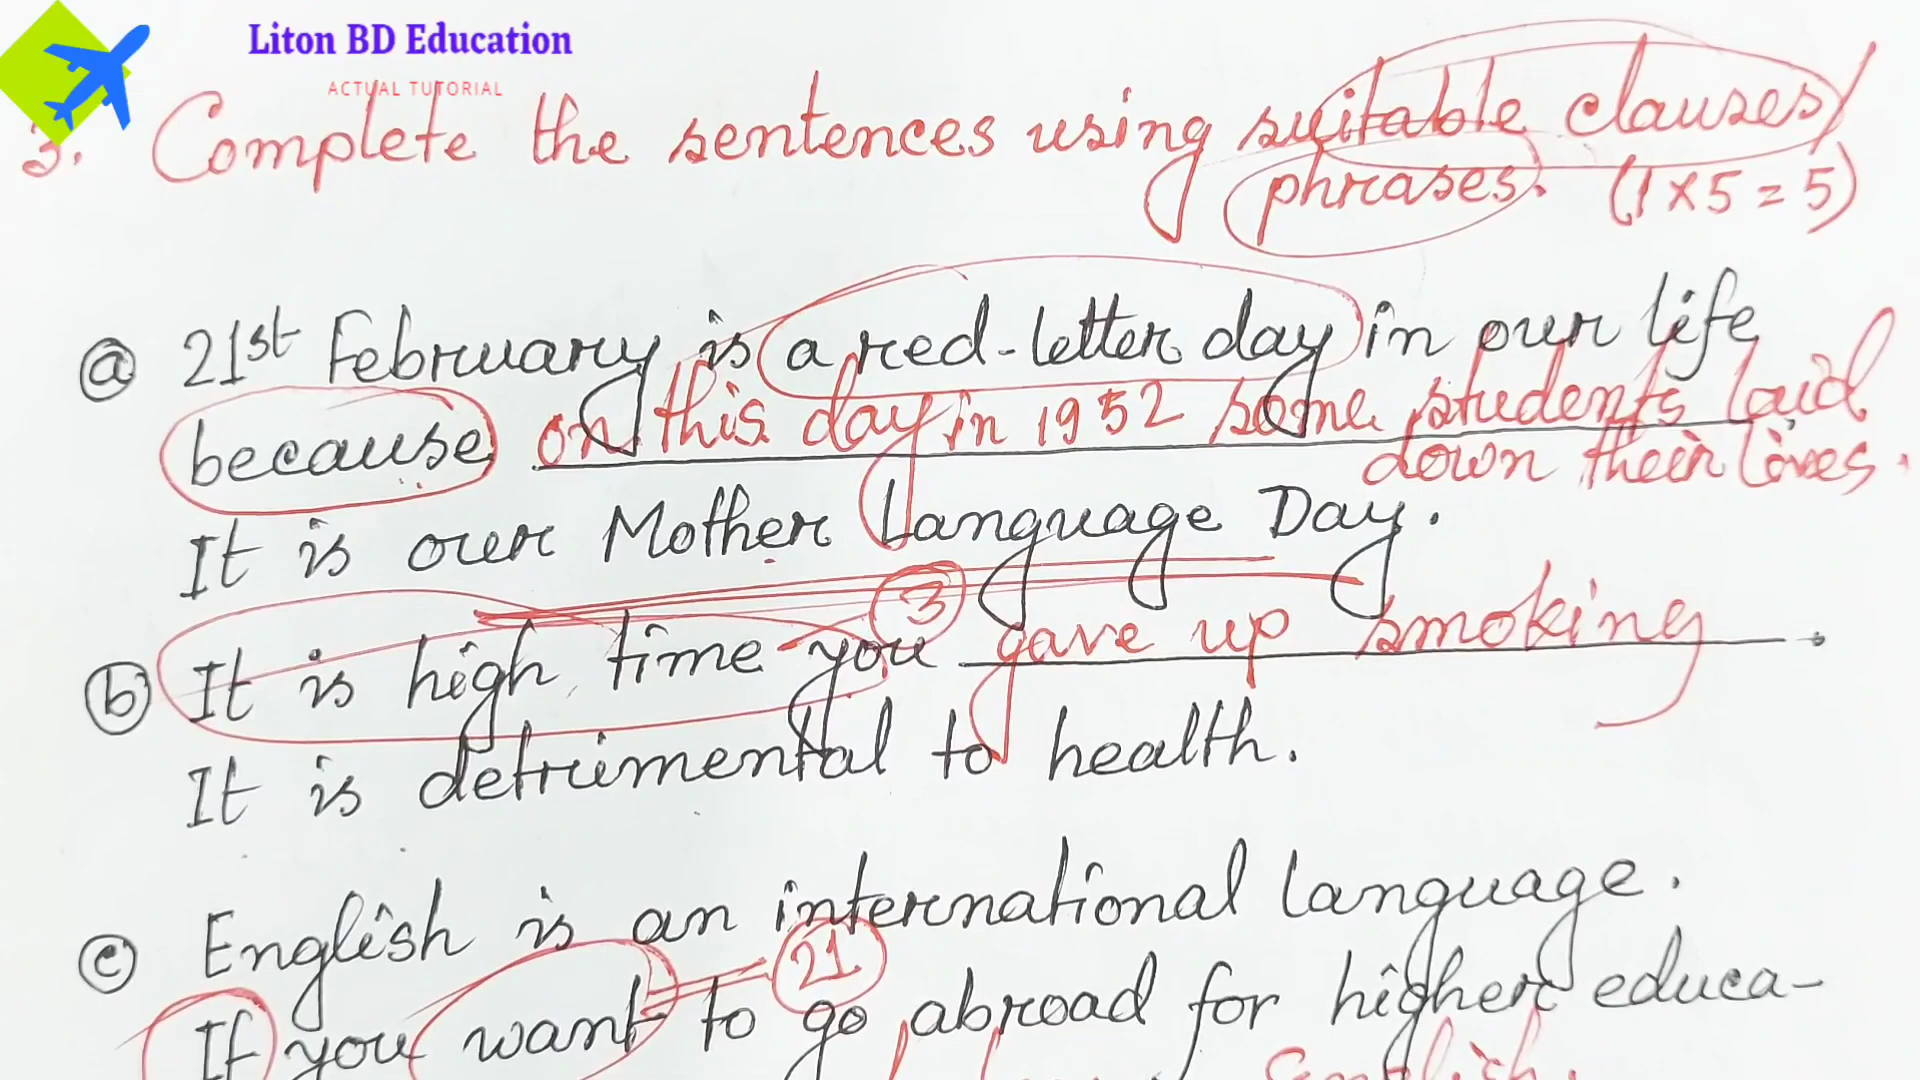 Liton BD Education
ACTUAL TUTORIAL
3. Complete the sentences using suitable clauses/
phrases. (1×5=5)
(a) 21st February is a red-letter day in our life
because on this day in 1952 some students laid
down their lives.
It is our Mother Language Day.
(b) It is high time you gave up smoking.
3
It is detrimental to health.
(c) English is an international language.
21
If you want to go abroad for higher educa-
English.